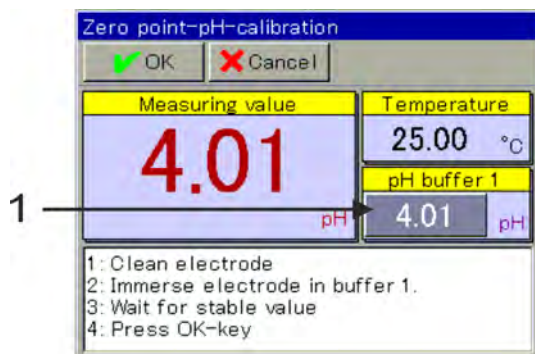 Zero point-pH-calibration
OK Cancel
Measuring value
4.01
pH
Temperature
25.00 °C
pH buffer 1
4.01 pH
1
1: Clean electrode
2: Immerse electrode in buffer 1.
3: Wait for stable value
4: Press OK-key